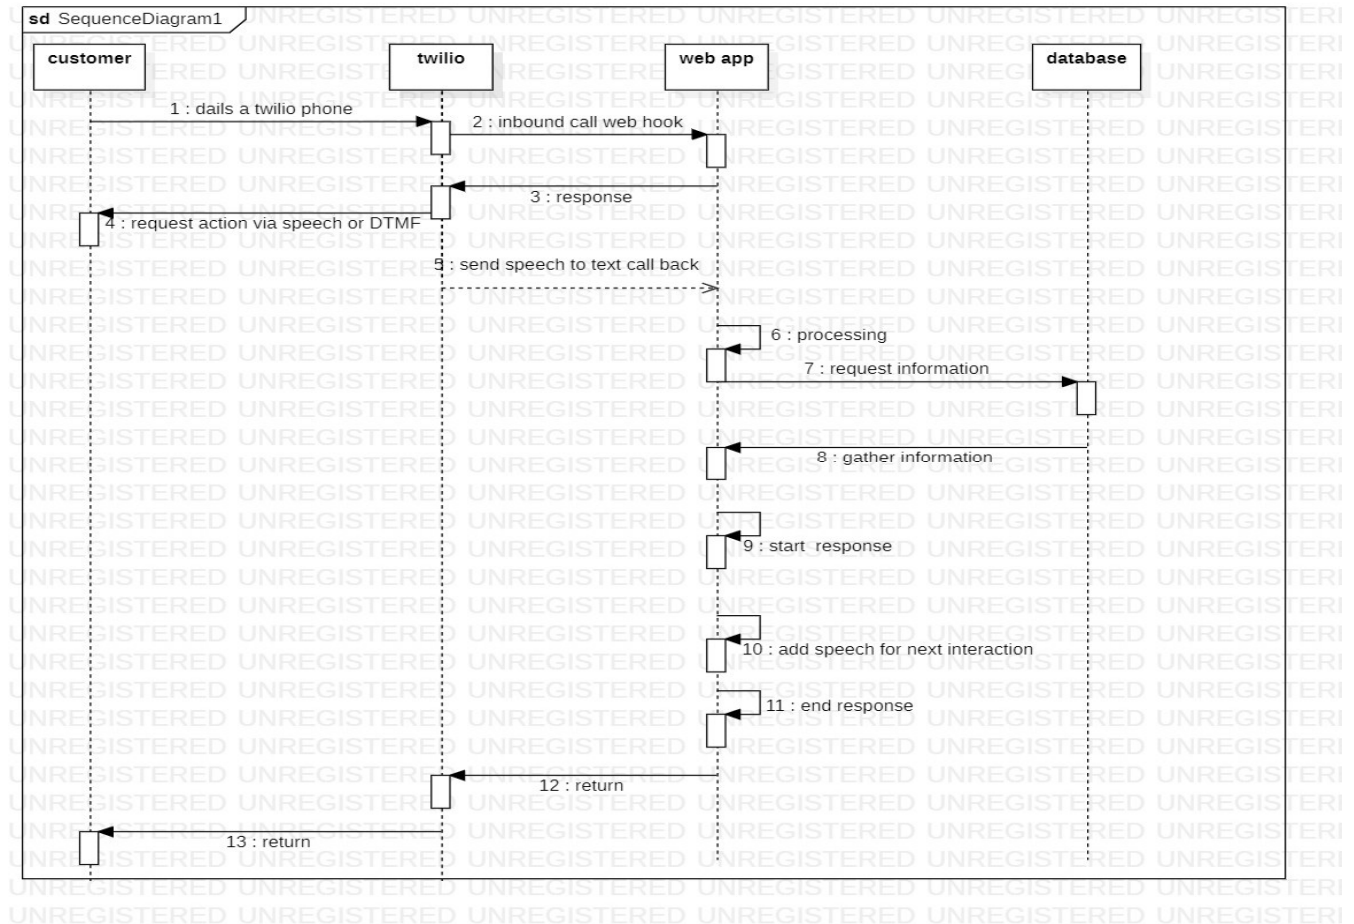 sd SequenceDiagram1
customer
twilio
web app
database
1 : dails a twilio phone
2 : inbound call web hook
3 : response
4 : request action via speech or DTMF
5 : send speech to text call back
6 : processing
7 : request information
8 : gather information
9 : start  response
10 : add speech for next interaction
11 : end response
12 : return
13 : return
UNREGISTERED